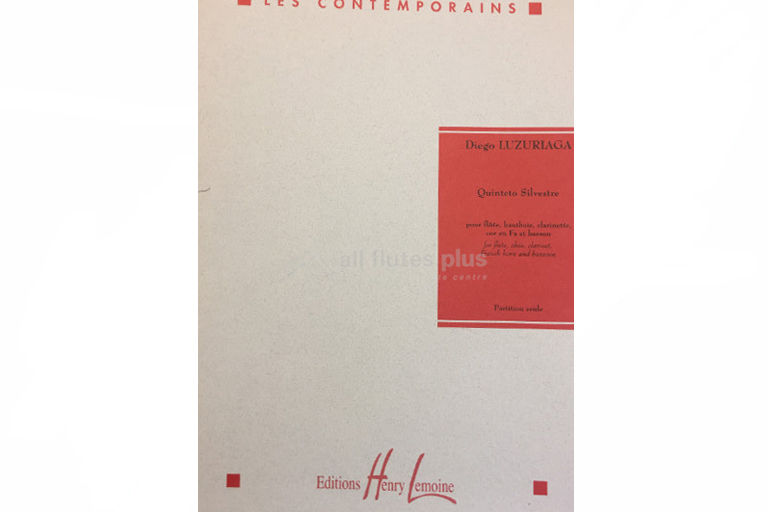 LES CONTEMPORAINS
Diego LUZURIAGA
Quinteto Silvestre
pour flûte, hautbois, clarinette,
cor en Fa et basson
for flute, oboe, clarinet,
French horn and bassoon
all flutes plus
centre
Partition seule
Editions Henry Lemoine